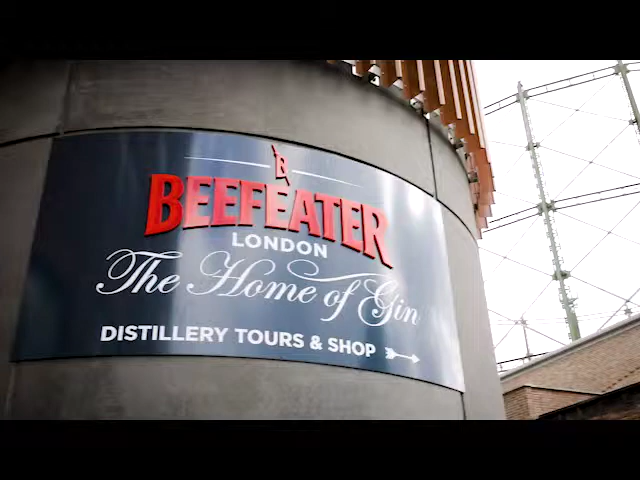 B
BEEFEATER
LONDON
The Home of Gin
DISTILLERY TOURS & SHOP